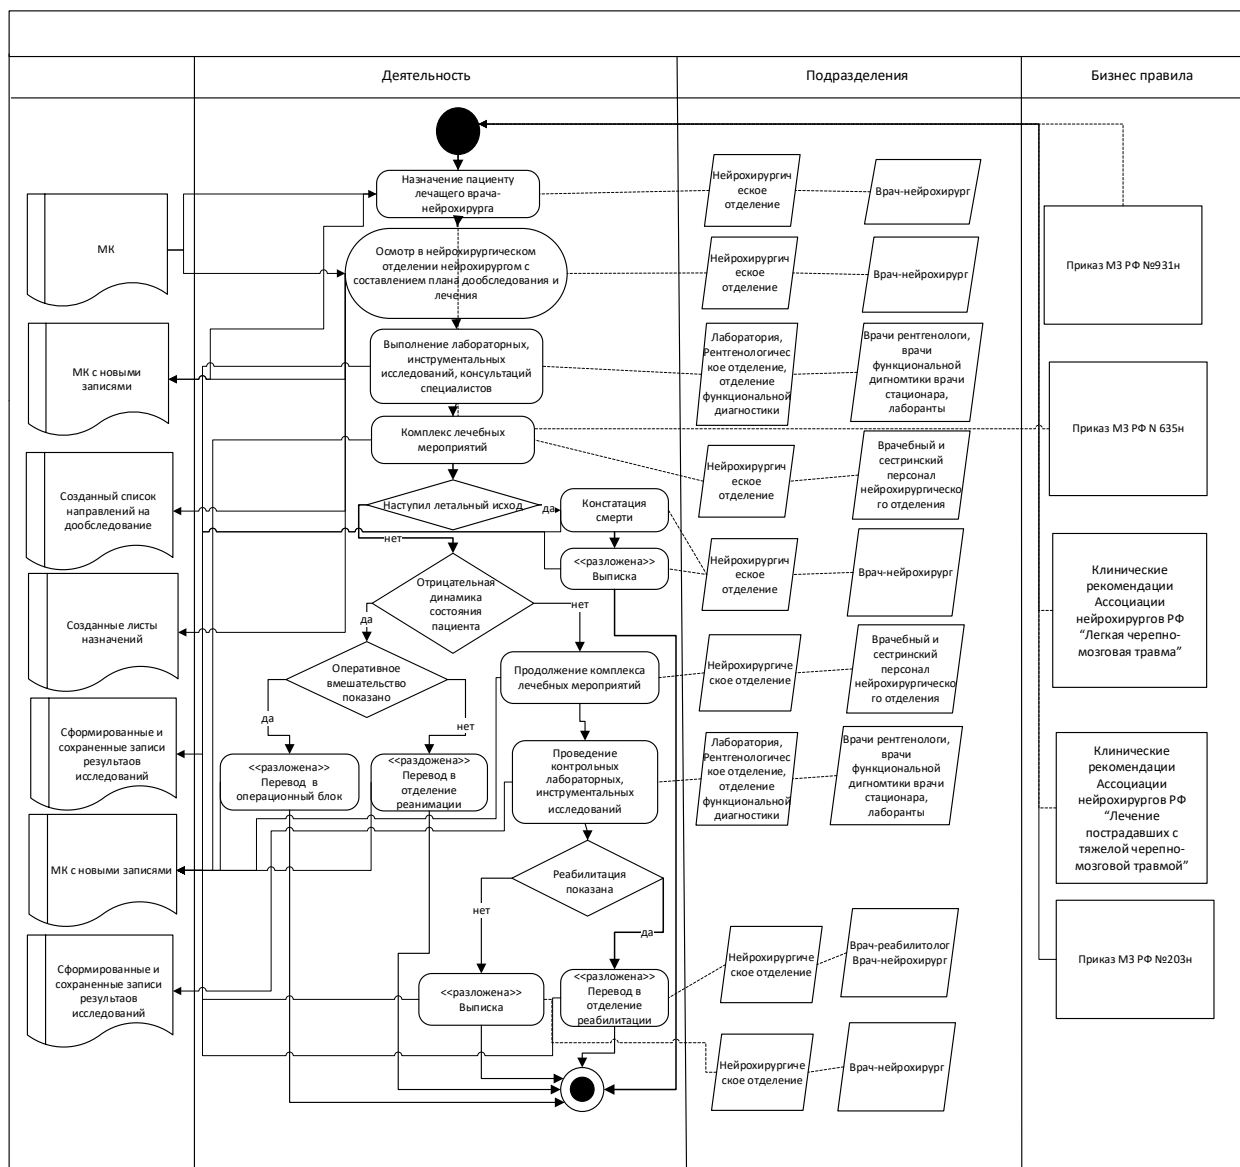 Деятельность
Подразделения
Бизнес правила
Назначение пациенту
лечащего врача-
нейрохирурга
Нейрохирургич
еское
отделение
Врач-нейрохирург
МК
Приказ МЗ РФ №931н
Осмотр в нейрохирургическом
отделении нейрохирургом с
составлением плана дообследования и
лечения
Нейрохирургич
еское
отделение
Врач-нейрохирург
МК с новыми
записями
Выполнение лабораторных,
инструментальных
исследований, консультаций
специалистов
Лаборатория,
Рентгенологичес
кое отделение,
отделение
функциональной
диагностики
Врачи рентгенологи,
врачи
функциональной
дигномтики врачи
стационара,
лаборанты
Комплекс лечебных
мероприятий
Приказ МЗ РФ N 635н
Нейрохирургич
еское
отделение
Врачебный и
сестринский
персонал
нейрохирургическо
го отделения
Созданный список
направлений на
дообследование
Наступил летальный исход
да
нет
Констатация
смерти
<<разложена>>
Выписка
Нейрохирургич
еское
отделение
Врач-нейрохирург
Клинические
рекомендации
Ассоциации
нейрохирургов РФ
“Легкая черепно-
мозговая травма”
Созданные листы
назначений
Отрицательная
динамика
состояния
пациента
да
нет
Оперативное
вмешательство
показано
да
нет
Продолжение комплекса
лечебных мероприятий
Нейрохирургиче
ское отделение
Врачебный и
сестринский
персонал
нейрохирургическо
го отделения
Сформированные и
сохраненные записи
результаов
исследований
<<разложена>>
Перевод в
операционный блок
<<раздожена>>
Перевод в
отделение
реанимации
Проведение
контрольных
лабораторных,
инструментальных
исследований
Лаборатория,
Рентгенологичес
кое отделение,
отделение
функциональной
диагностики
Врачи рентгенологи,
врачи
функциональной
дигномтики врачи
стационара,
лаборанты
Клинические
рекомендации
Ассоциации
нейрохирургов РФ
“Лечение
пострадавших с
тяжелой черепно-
мозговой травмой”
МК с новыми записями
Реабилитация
показана
нет
да
Сформированные и
сохраненные записи
результаов
исследований
<<разложена>>
Выписка
<<разложена>>
Перевод в
отделение
реабилитации
Нейрохирургиче
ское отделение
Врач-реабилитолог
Врач-нейрохирург
Приказ МЗ РФ №203н
Нейрохирургиче
ское отделение
Врач-нейрохирург